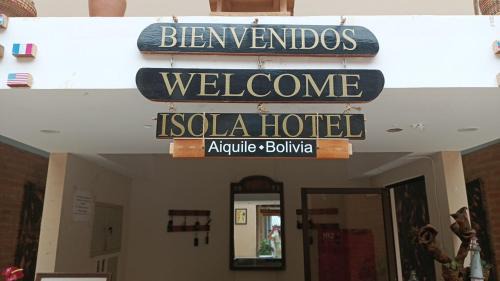 BIENVENIDOS
WELCOME
ISOLA HOTEL
Aiquile • Bolivia